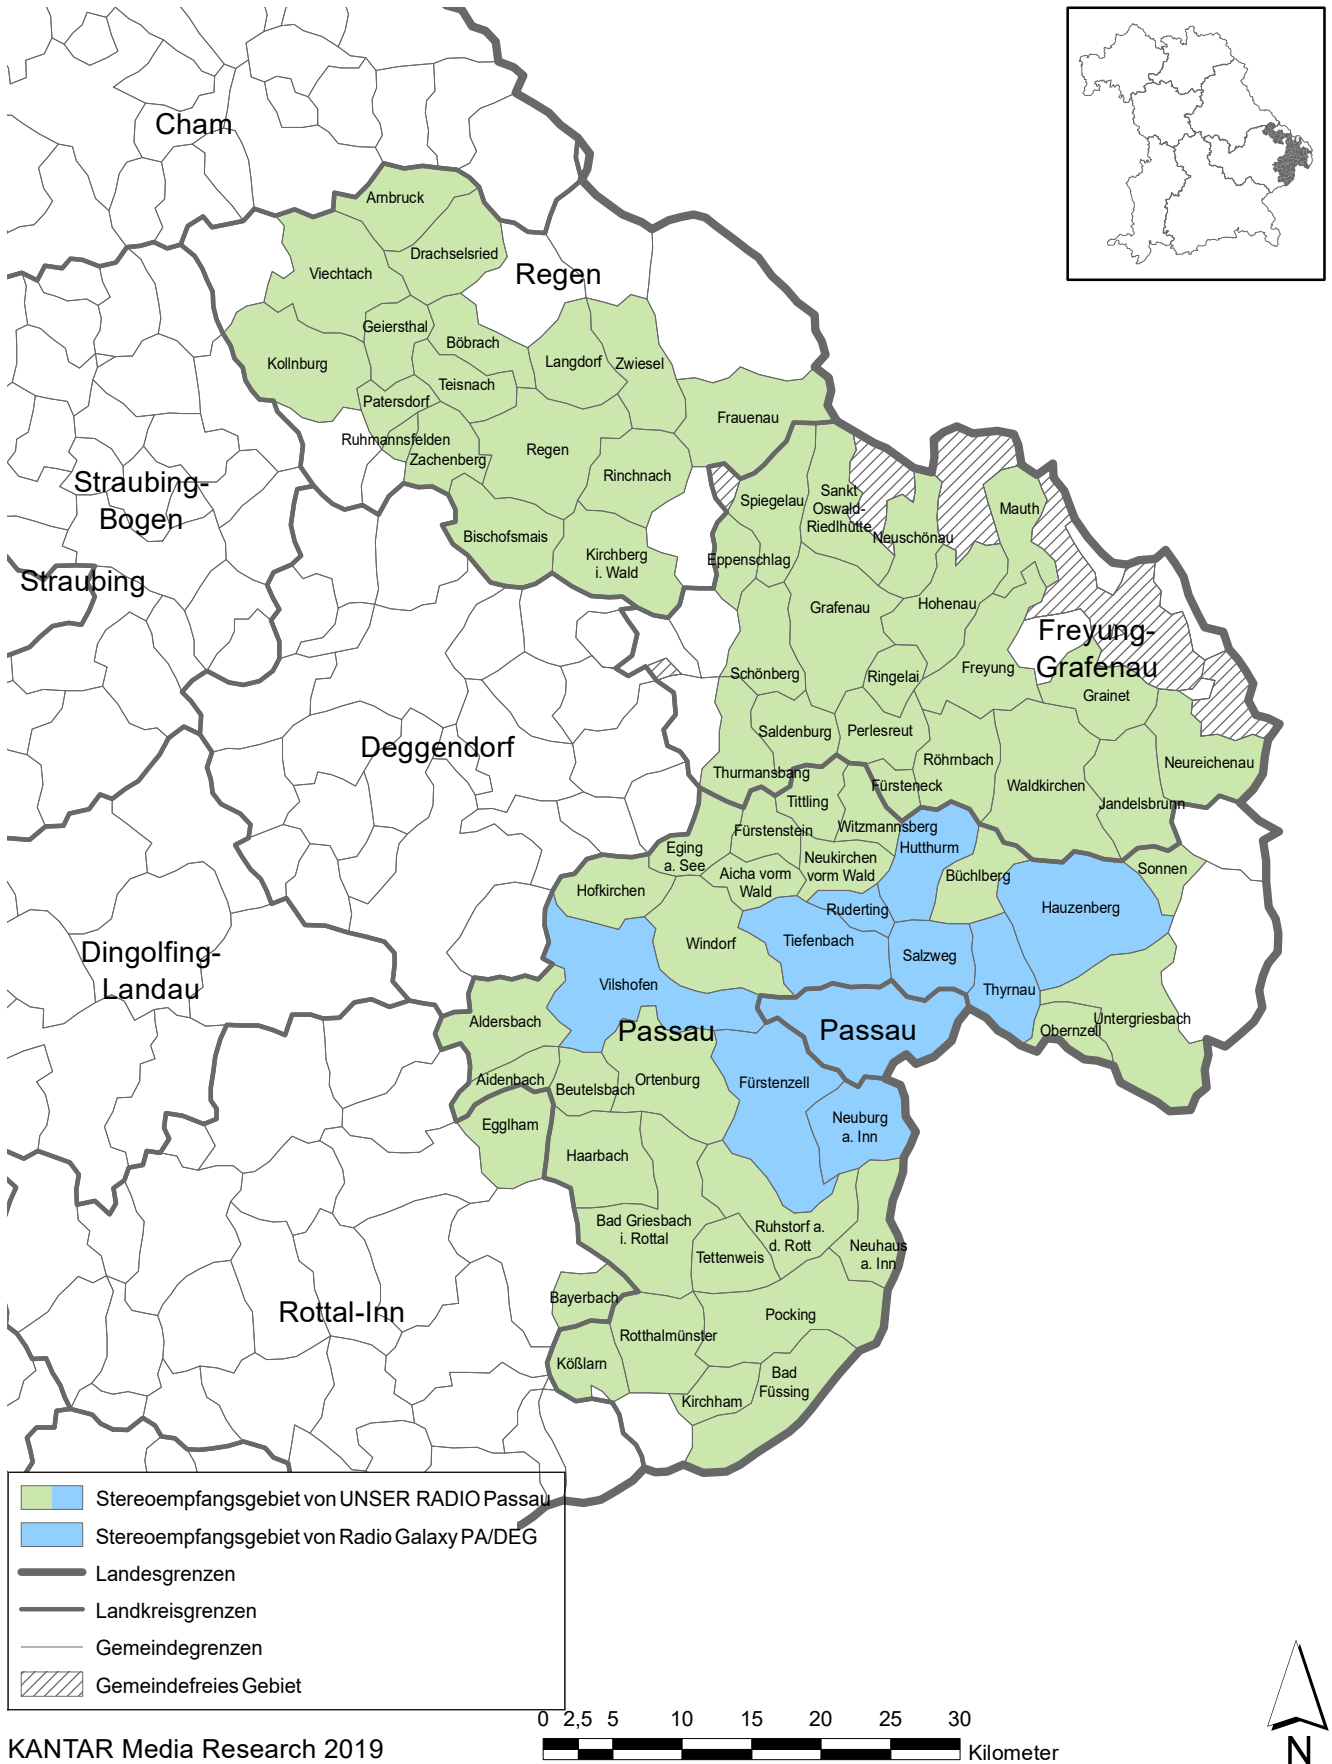 Cham
Arnbruck
Drachselsried
Viechtach
Regen
Geiersthal
Böbrach
Kollnburg
Langdorf
Zwiesel
Teisnach
Patersdorf
Frauenau
Ruhmannsfelden
Zachenberg
Regen
Rinchnach
Straubing-
Bogen
Spiegelau
Sankt
Oswald-
Riedlhütte
Mauth
Neuschönau
Bischofsmais
Kirchberg
i. Wald
Eppenschlag
Straubing
Grafenau
Hohenau
Freyung-
Grafenau
Schönberg
Ringelai
Freyung
Grainet
Saldenburg
Perlesreut
Deggendorf
Röhrnbach
Neureichenau
Thurmansbang
Fürsteneck
Waldkirchen
Jandelsbrunn
Tittling
Fürstenstein
Witzmannsberg
Hutthurm
Eging
a. See
Neukirchen
vorm Wald
Aicha vorm
Wald
Büchlberg
Sonnen
Hofkirchen
Ruderting
Hauzenberg
Windorf
Tiefenbach
Salzweg
Dingolfing-
Landau
Vilshofen
Thyrnau
Aldersbach
Passau
Passau
Obernzell
Untergriesbach
Aidenbach
Beutelsbach
Ortenburg
Fürstenzell
Egglham
Neuburg
a. Inn
Haarbach
Bad Griesbach
i. Rottal
Ruhstorf a.
d. Rott
Tettenweis
Neuhaus
a. Inn
Bayerbach
Rottal-Inn
Pocking
Rotthalmünster
Kößlarn
Bad
Füssing
Kirchham
Stereoempfangsgebiet von UNSER RADIO Passau
Stereoempfangsgebiet von Radio Galaxy PA/DEG
Landesgrenzen
Landkreisgrenzen
Gemeindegrenzen
Gemeindefreies Gebiet
0 2,5 5 10 15 20 25 30
Kilometer
N
KANTAR Media Research 2019